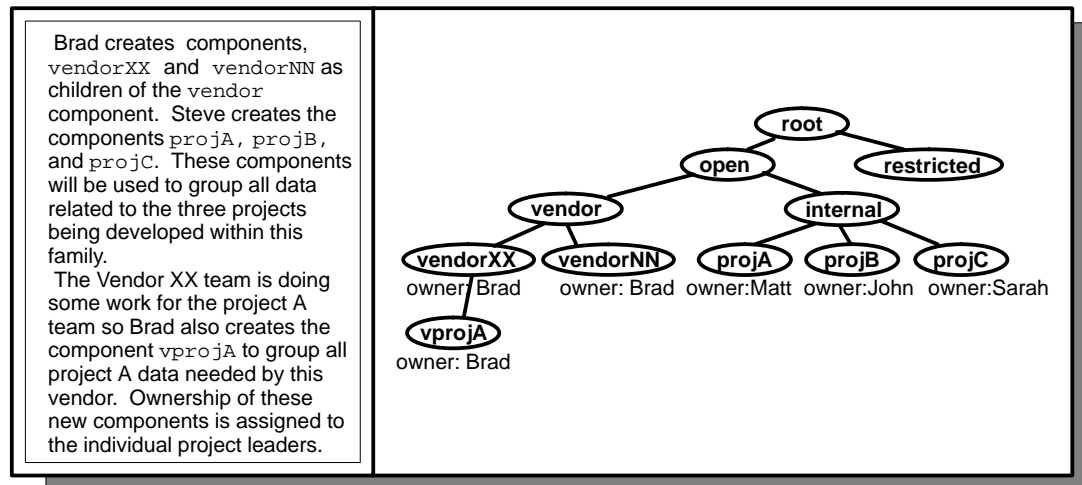 Brad creates components,
vendorXX and vendorNN as
children of the vendor
component. Steve creates the
components projA, projB,
and projC. These components
will be used to group all data
related to the three projects
being developed within this
family.
The Vendor XX team is doing
some work for the project A
team so Brad also creates the
component vprojA to group all
project A data needed by this
vendor. Ownership of these
new components is assigned to
the individual project leaders.
root
open restricted
vendor internal
vendorXX vendorNN projA projB projC
owner: Brad owner: Brad owner:Matt owner:John owner:Sarah
vprojA
owner: Brad